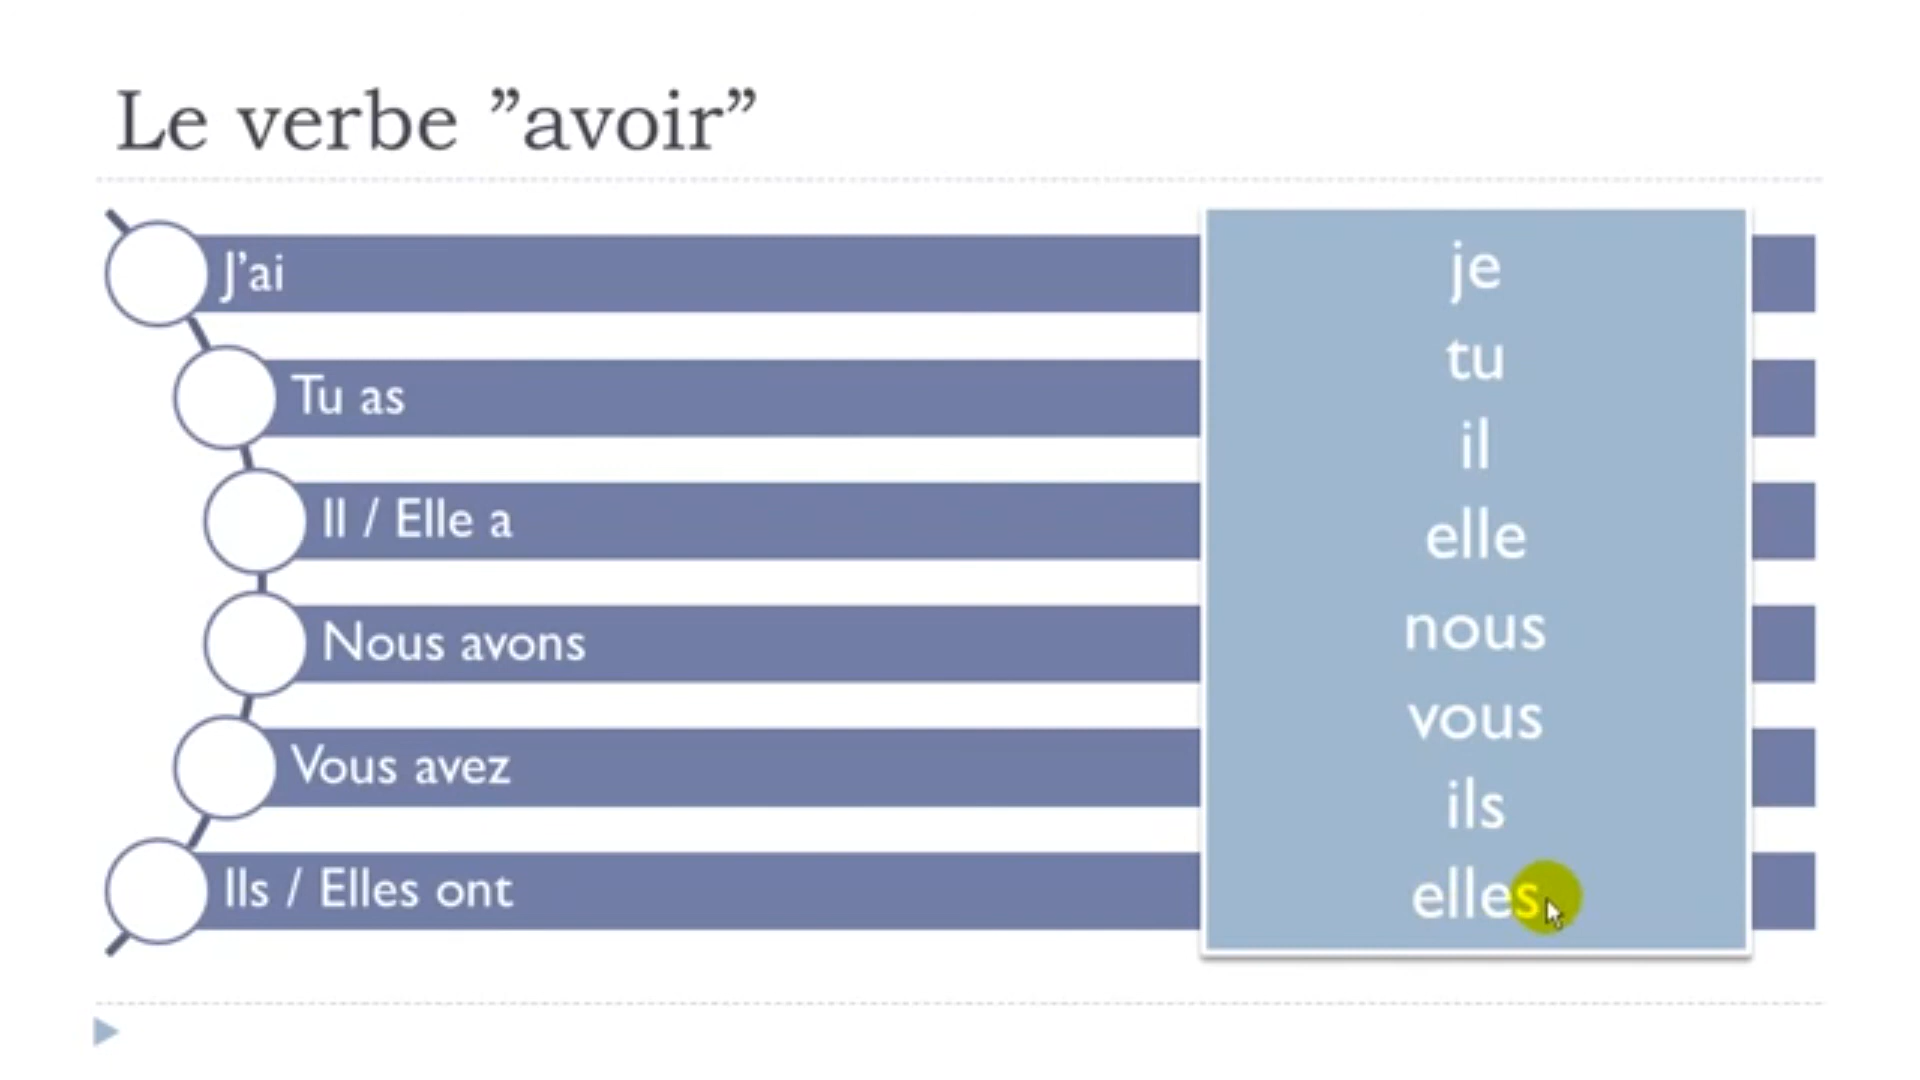 Le verbe ”avoir”
J’ai
Tu as
Il / Elle a
Nous avons
Vous avez
Ils / Elles ont
je
tu
il
elle
nous
vous
ils
elles